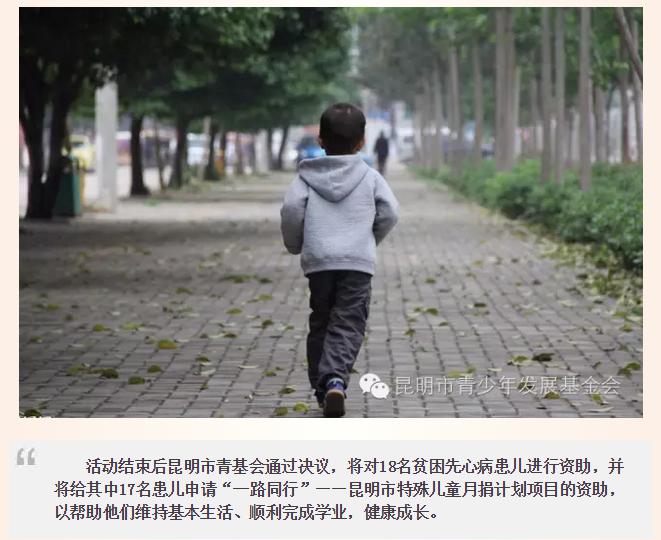 昆明市青少年发展基金会
活动结束后昆明市青基会通过决议，将对18名贫困先心病患儿进行资助，并
将给其中17名患儿申请“一路同行”——昆明市特殊儿童月捐计划项目的资助，
以帮助他们维持基本生活、顺利完成学业，健康成长。